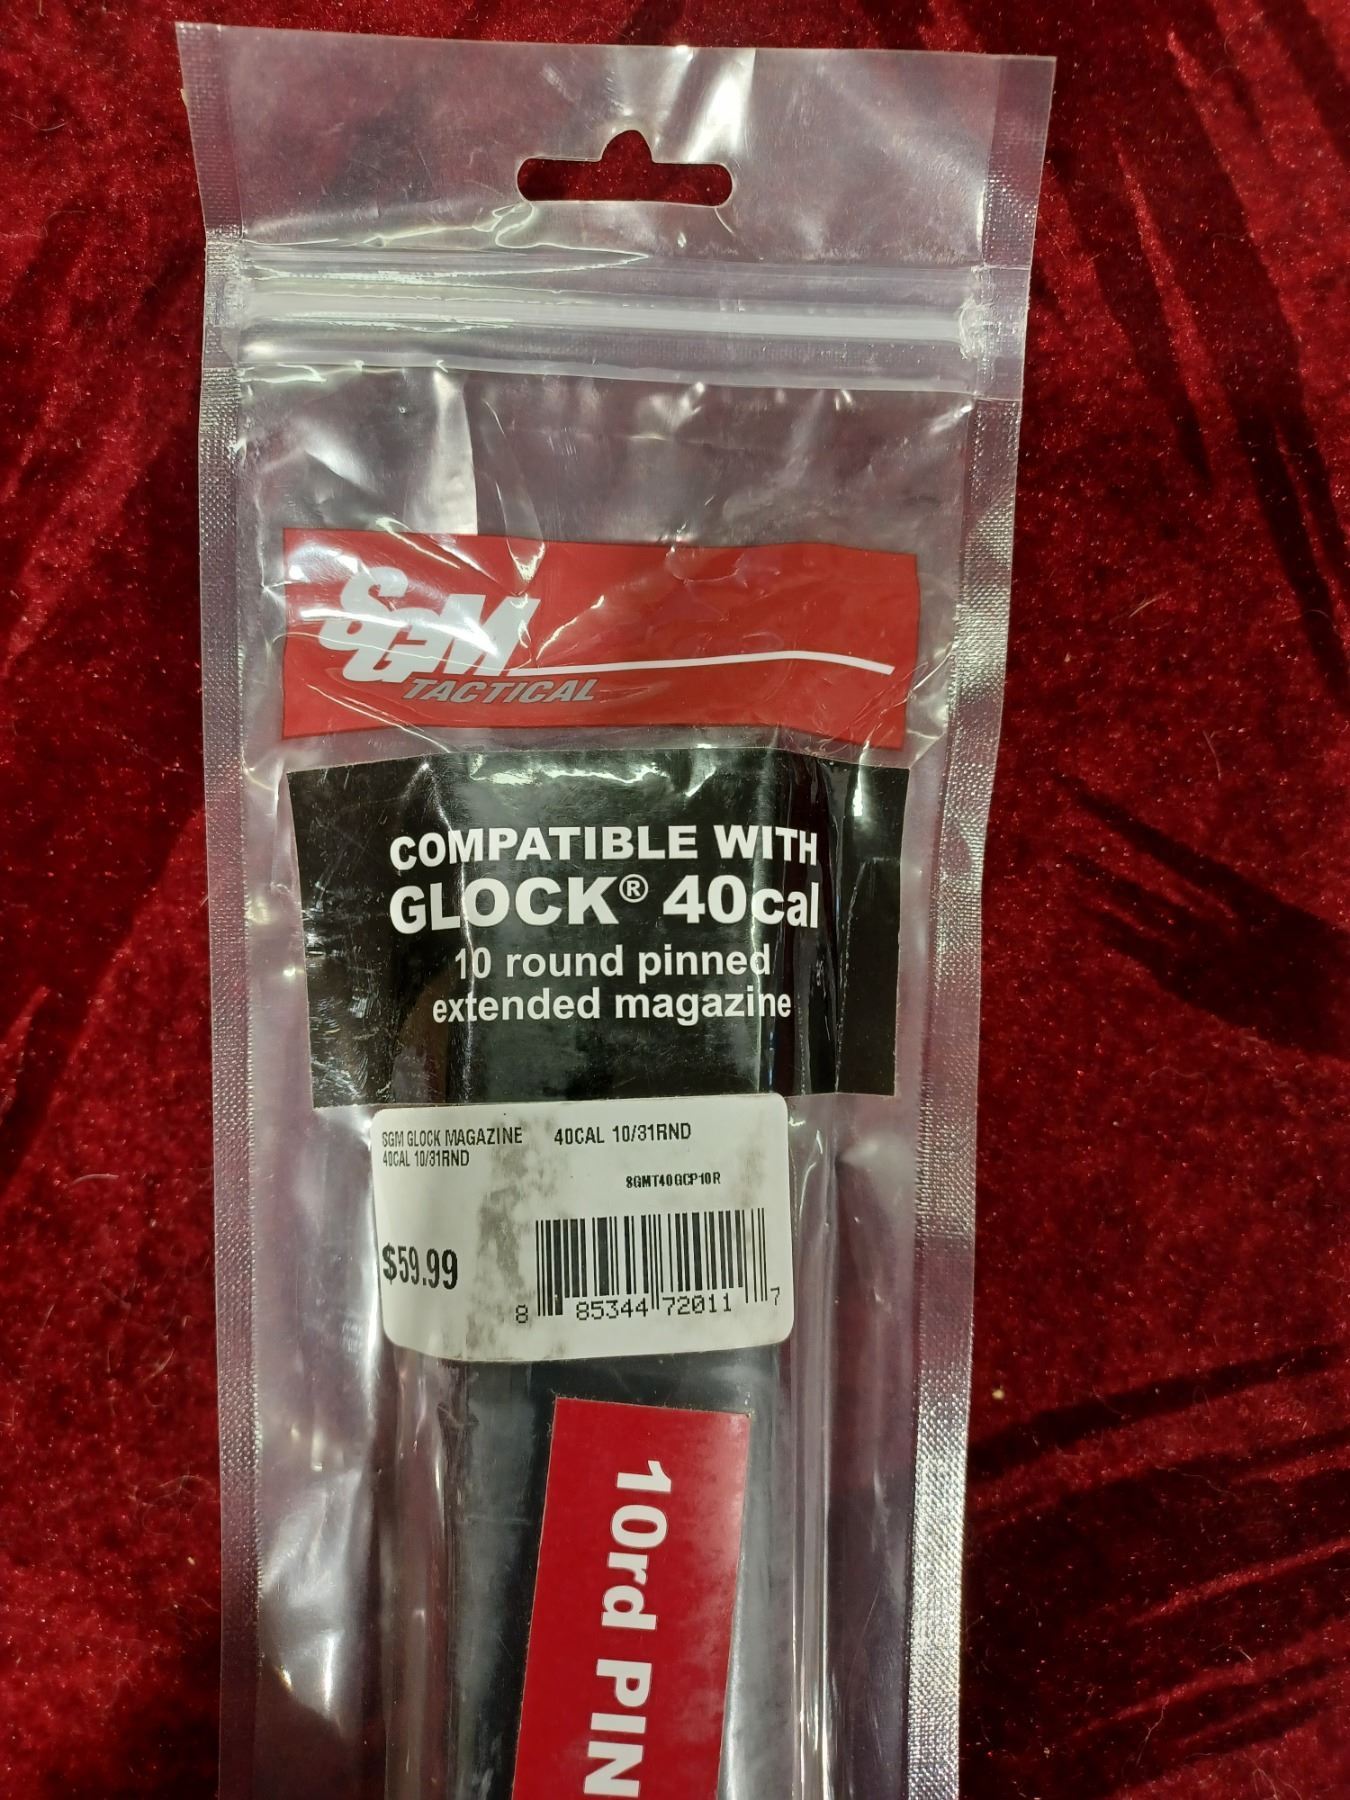 SGM
TACTICAL
COMPATIBLE WITH
GLOCK® 40cal
10 round pinned
extended magazine
SGM GLOCK MAGAZINE 40CAL 10/31RND
40CAL 10/31RND
SGMT40GCP10R
$59.99
8 85344 72011 7
10rd PIN